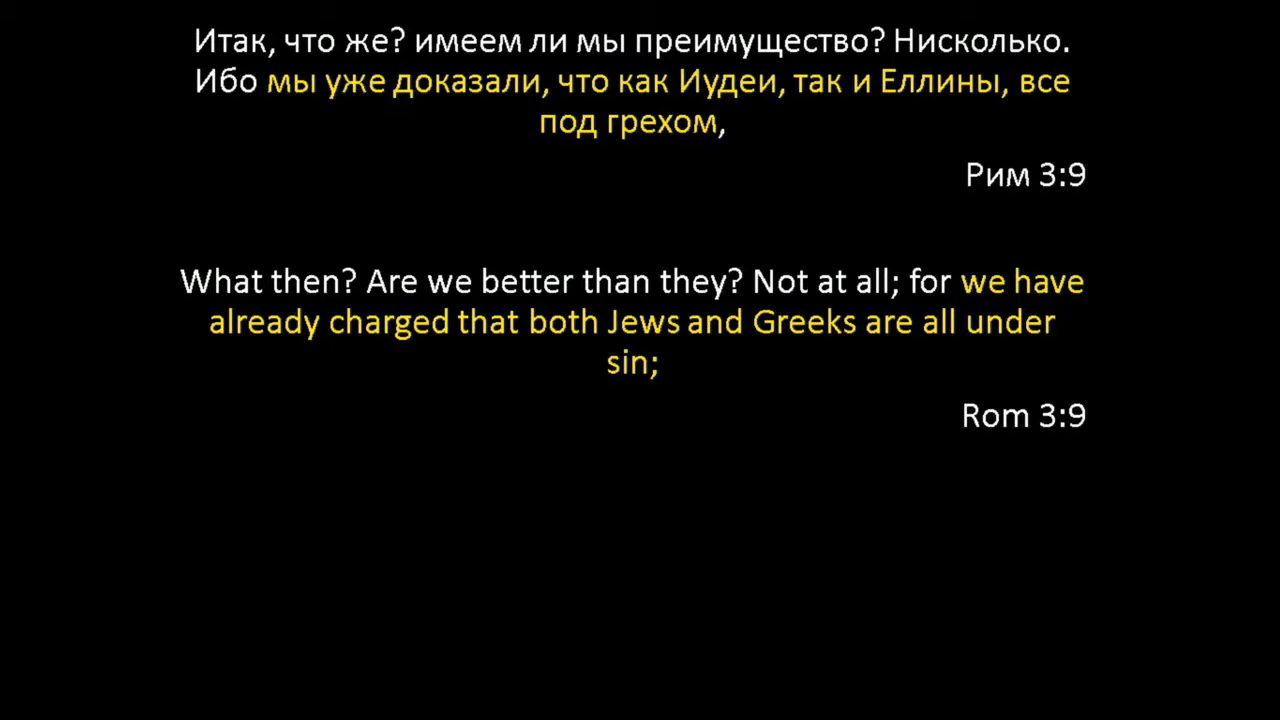 Итак, что же? имеем ли мы преимущество? Нисколько.
Ибо мы уже доказали, что как Иудеи, так и Еллины, все
под грехом,
Рим 3:9
What then? Are we better than they? Not at all; for we have
already charged that both Jews and Greeks are all under
sin;
Rom 3:9